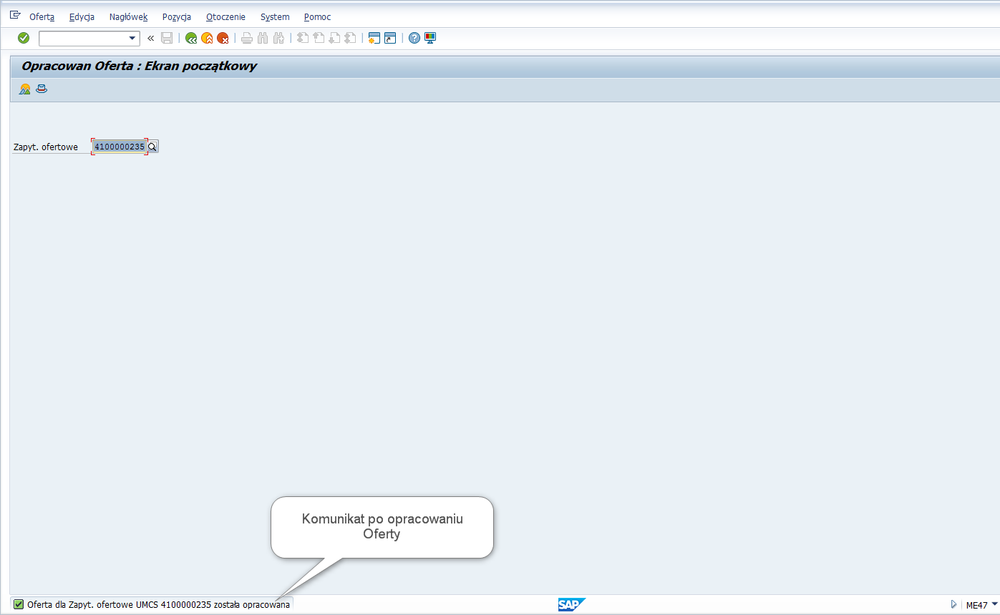 Oferta Edycja Nagłówek Pozycja Otoczenie System Pomoc
Opracowan Oferta : Ekran początkowy
Zapyt. ofertowe 4100000235
Komunikat po opracowaniu
Oferty
Oferta dla Zapyt. ofertowe UMCS 4100000235 została opracowana
SAP
ME47